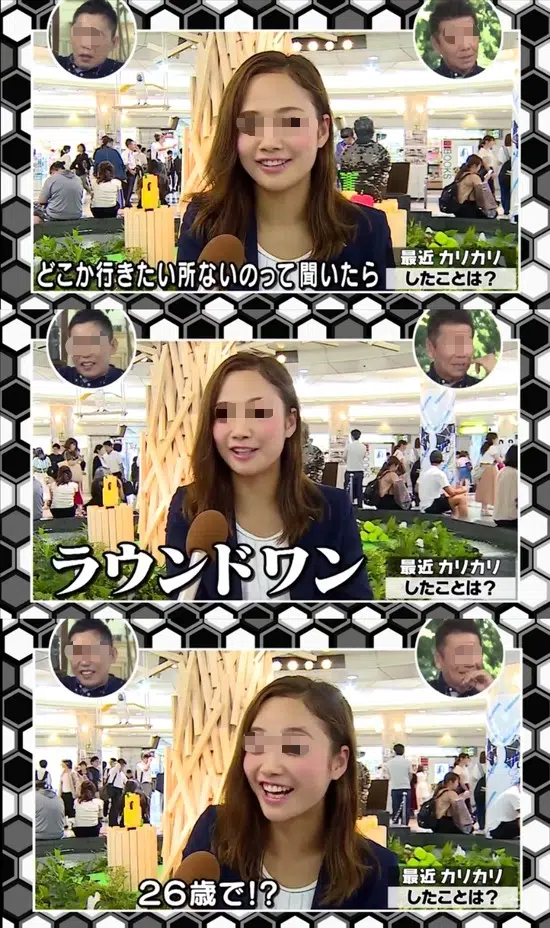 どこか行きたい所ないのって聞いたら
最近 カリカリ
したことは?
ラウンドワン
最近 カリカリ
したことは?
26歳で!?
最近 カリカリ
したことは?